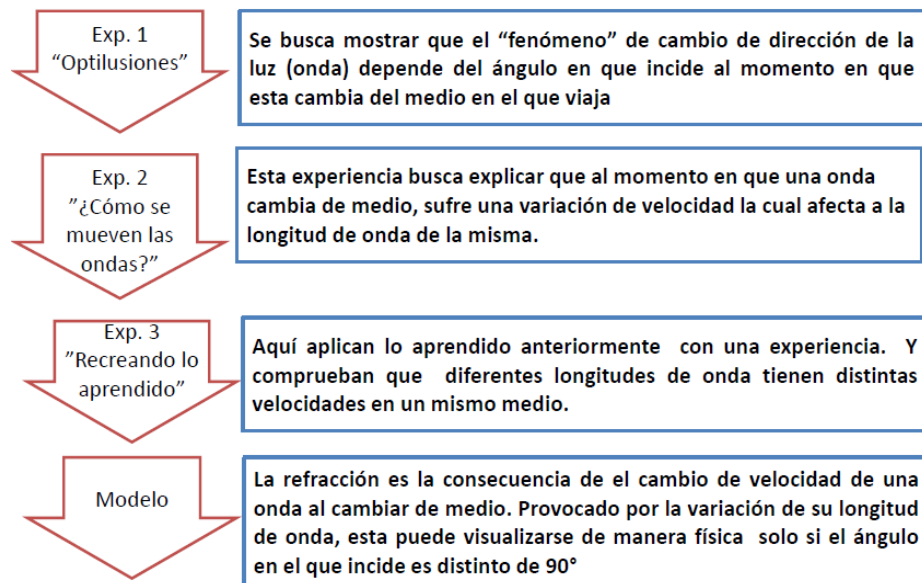 Exp. 1
“Optilusiones”
Se busca mostrar que el “fenómeno” de cambio de dirección de la
luz (onda) depende del ángulo en que incide al momento en que
esta cambia del medio en el que viaja
Exp. 2
”¿Cómo se
mueven las
ondas?”
Esta experiencia busca explicar que al momento en que una onda
cambia de medio, sufre una variación de velocidad la cual afecta a la
longitud de onda de la misma.
Exp. 3
”Recreando lo
aprendido”
Aquí aplican lo aprendido anteriormente con una experiencia. Y
comprueban que diferentes longitudes de onda tienen distintas
velocidades en un mismo medio.
Modelo
La refracción es la consecuencia de el cambio de velocidad de una
onda al cambiar de medio. Provocado por la variación de su longitud
de onda, esta puede visualizarse de manera física solo si el ángulo
en el que incide es distinto de 90°